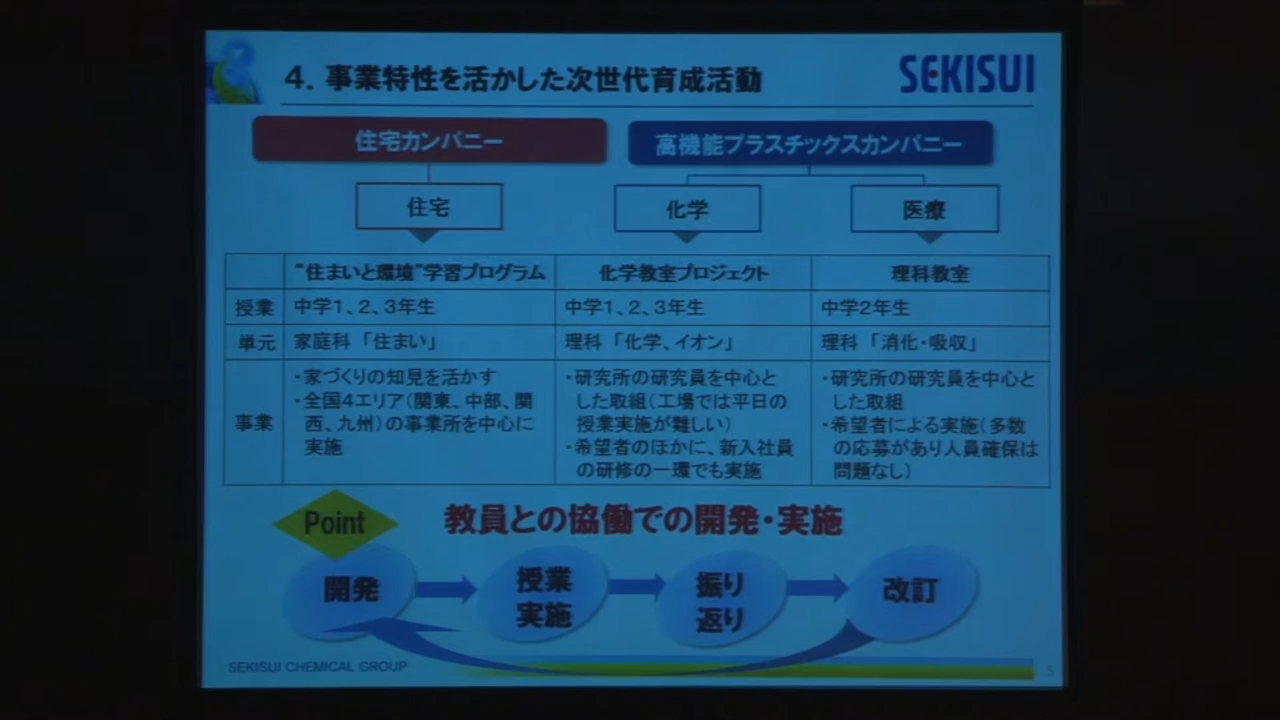 4. 事業特性を活かした次世代育成活動
SEKISUI
住宅カンパニー
高機能プラスチックスカンパニー
住宅
化学
医療
“住まいと環境”学習プログラム
化学教室プロジェクト
理科教室
授業
中学1、2、3年生
中学1、2、3年生
中学2年生
単元
家庭科 「住まい」
理科 「化学、イオン」
理科 「消化・吸収」
事業
・家づくりの知見を活かす
・全国4エリア(関東、中部、関
西、九州)の事業所を中心に
実施
・研究所の研究員を中心と
した取組(工場では平日の
授業実施が難しい)
・希望者のほかに、新入社員
の研修の一環でも実施
・研究所の研究員を中心と
した取組
・希望者による実施(多数
の応募があり人員確保は
問題なし)
Point
教員との協働での開発・実施
開発
授業
実施
振り
返り
改訂
SEKISUI CHEMICAL GROUP
5